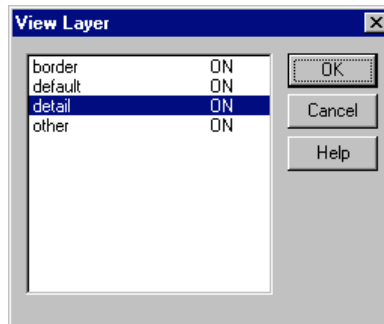 View Layer
border ON
default ON
detail ON
other ON
OK
Cancel
Help